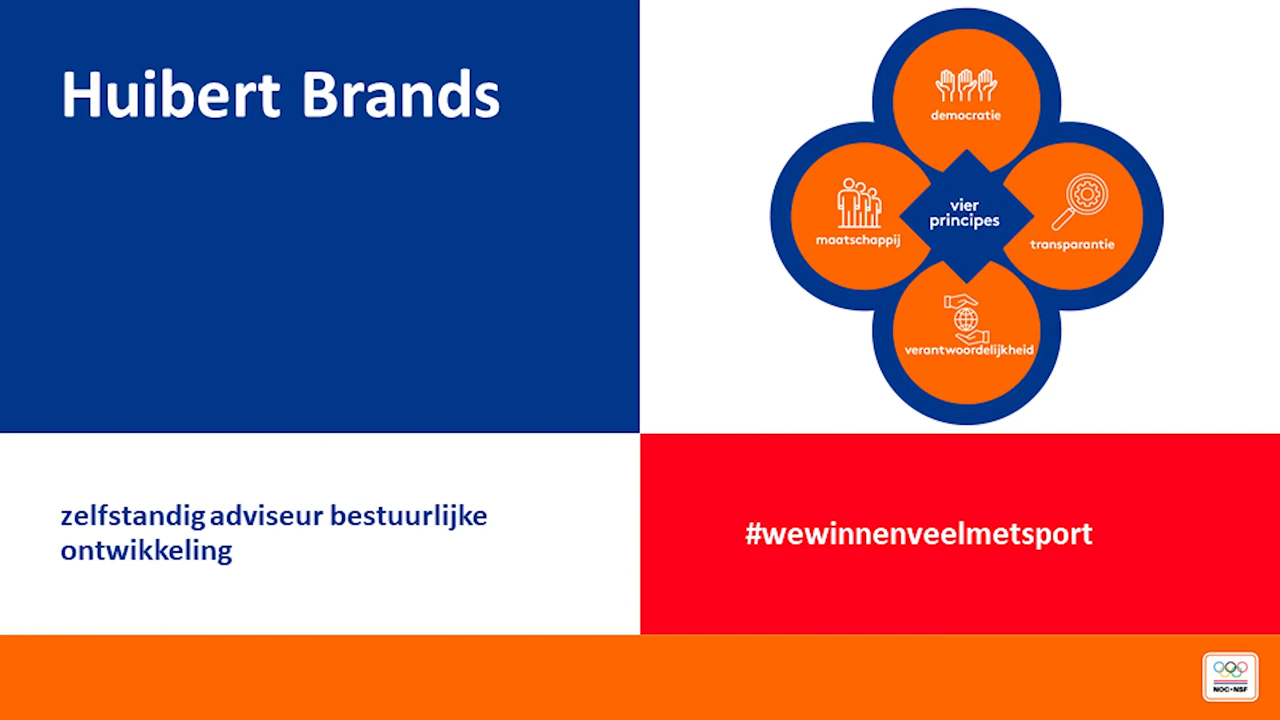 Huibert Brands
democratie
maatschappij
vier
principes
transparantie
verantwoordelijkheid
zelfstandig adviseur bestuurlijke
ontwikkeling
#wewinnenveelmetsport
NOC*NSF